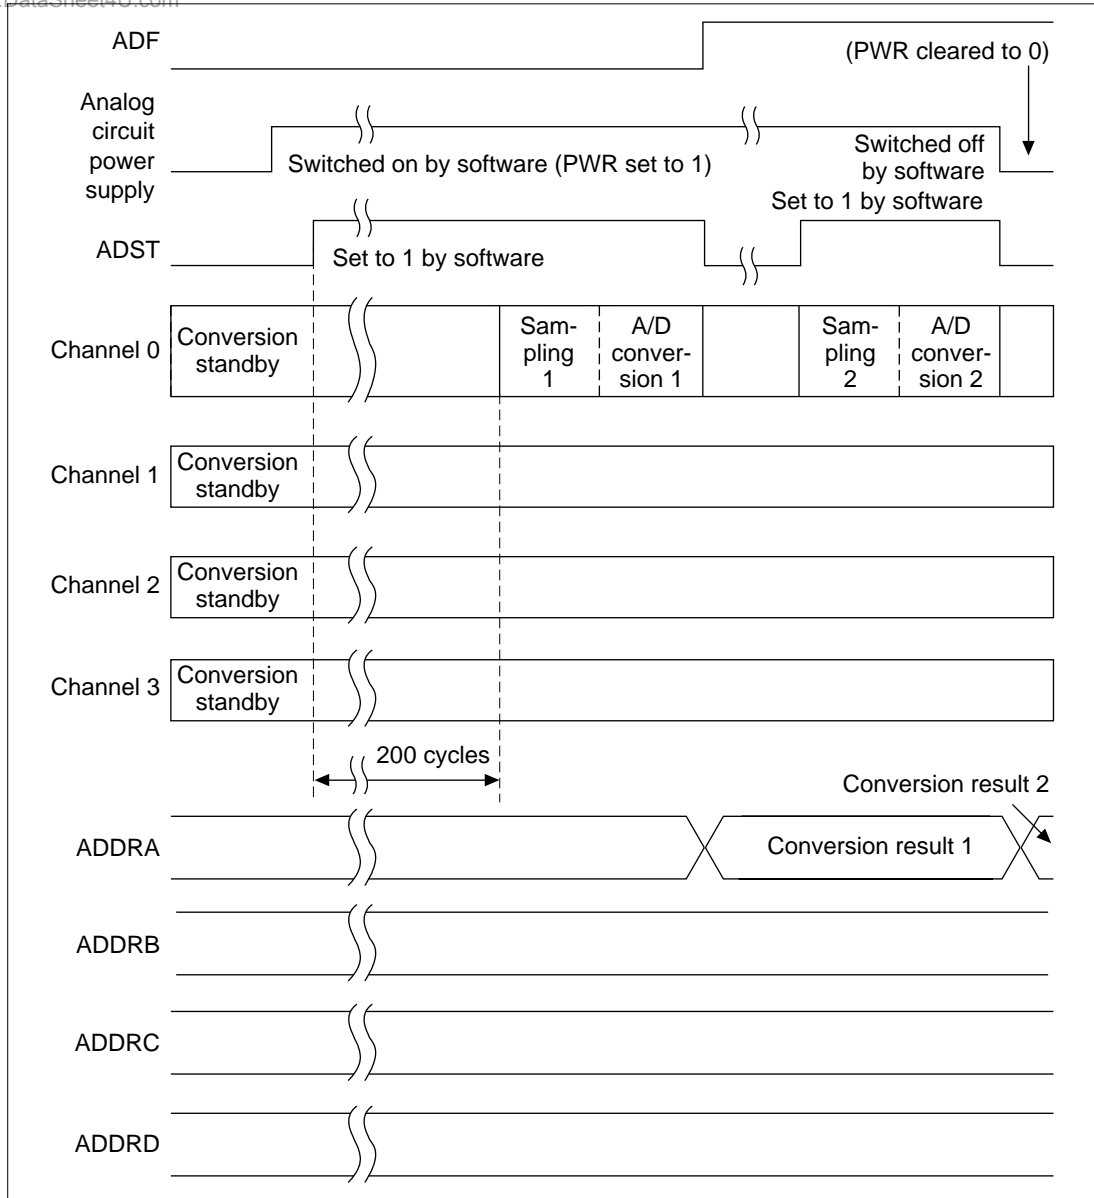 DataSheet4U.com
ADF
(PWR cleared to 0)
Analog
circuit
power
supply
Switched on by software (PWR set to 1)
Switched off
by software
Set to 1 by software
ADST
Set to 1 by software
Channel 0
Conversion
standby
Sam-
pling
1
A/D
conver-
sion 1
Sam-
pling
2
A/D
conver-
sion 2
Channel 1
Conversion
standby
Channel 2
Conversion
standby
Channel 3
Conversion
standby
200 cycles
Conversion result 2
ADDRA
Conversion result 1
ADDRB
ADDRC
ADDRD